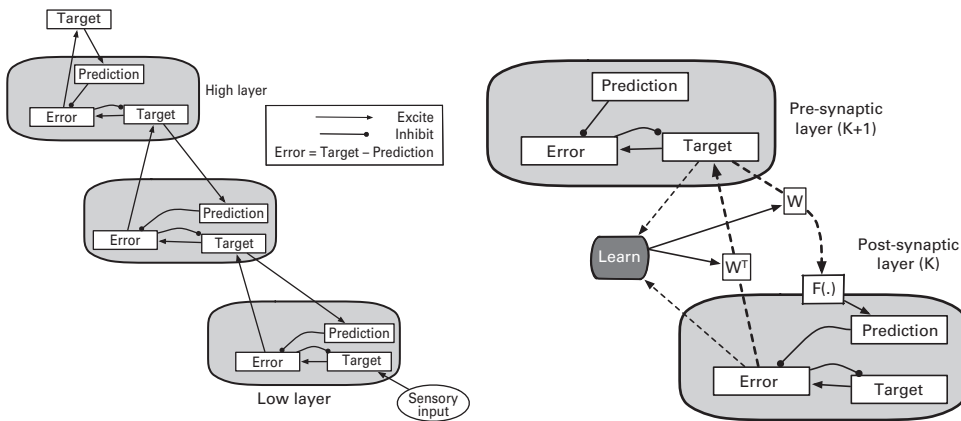 Target
Prediction
High layer
Error
Target
Excite
Inhibit
Error = Target – Prediction
Prediction
Error
Target
Prediction
Error
Target
Low layer
Sensory
input
Prediction
Pre-synaptic
layer (K+1)
Error
Target
W
Learn
Wᵀ
Post-synaptic
layer (K)
F(.)
Prediction
Error
Target